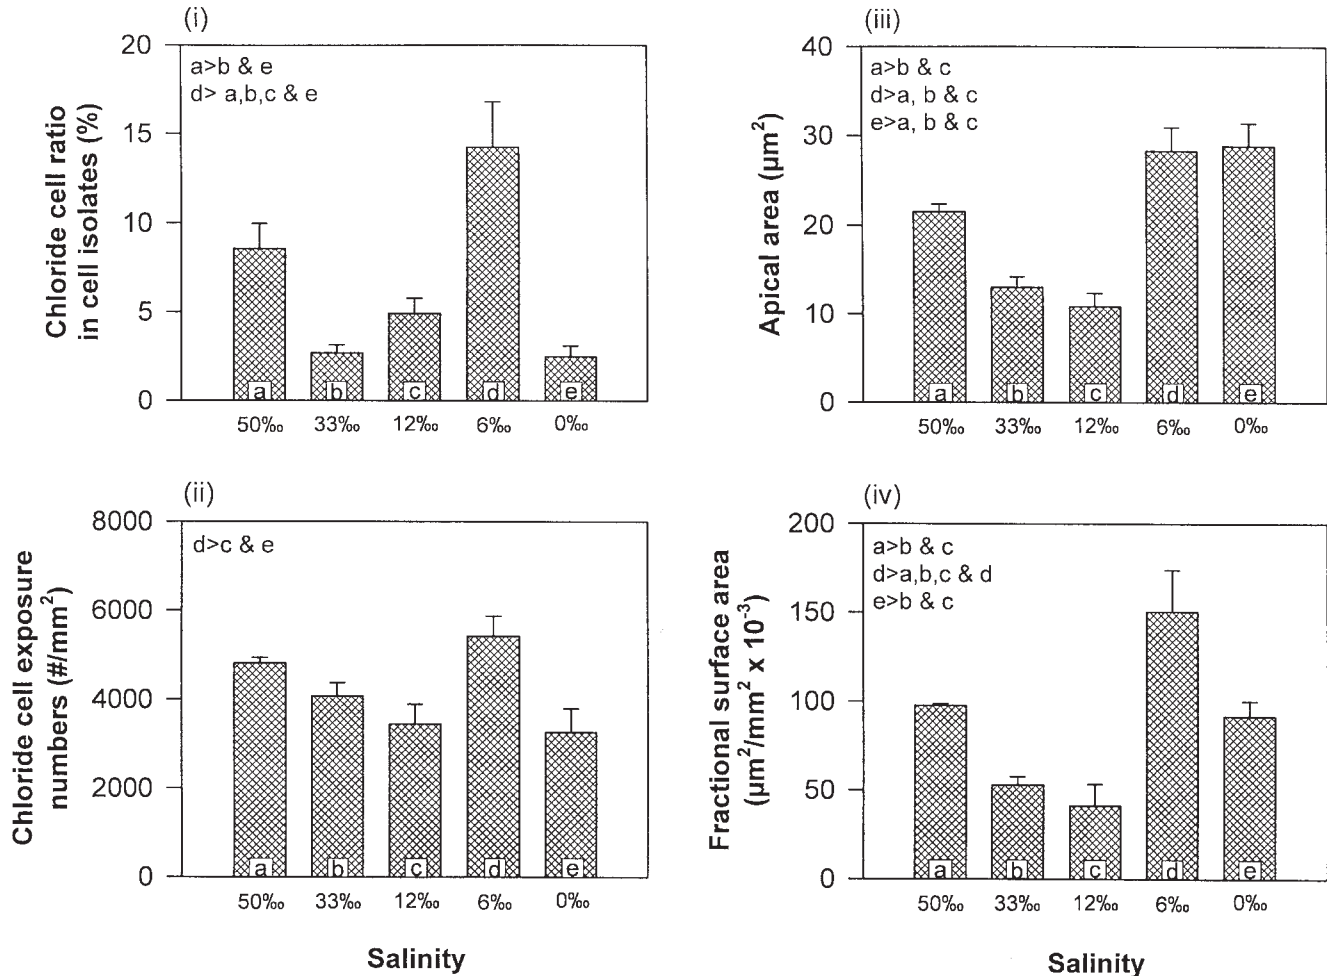 (i)
20
15
10
5
0
Chloride cell ratio
in cell isolates (%)
a>b & e
d> a,b,c & e
a b c d e
50‰ 33‰ 12‰ 6‰ 0‰
(ii)
8000
6000
4000
2000
0
Chloride cell exposure
numbers (#/mm²)
d>c & e
a b c d e
50‰ 33‰ 12‰ 6‰ 0‰
Salinity
(iii)
40
30
20
10
0
Apical area (µm²)
a>b & c
d>a, b & c
e>a, b & c
a b c d e
50‰ 33‰ 12‰ 6‰ 0‰
(iv)
200
150
100
50
0
Fractional surface area
(µm²/mm² x 10⁻³)
a>b & c
d>a,b,c & d
e>b & c
a b c d e
50‰ 33‰ 12‰ 6‰ 0‰
Salinity